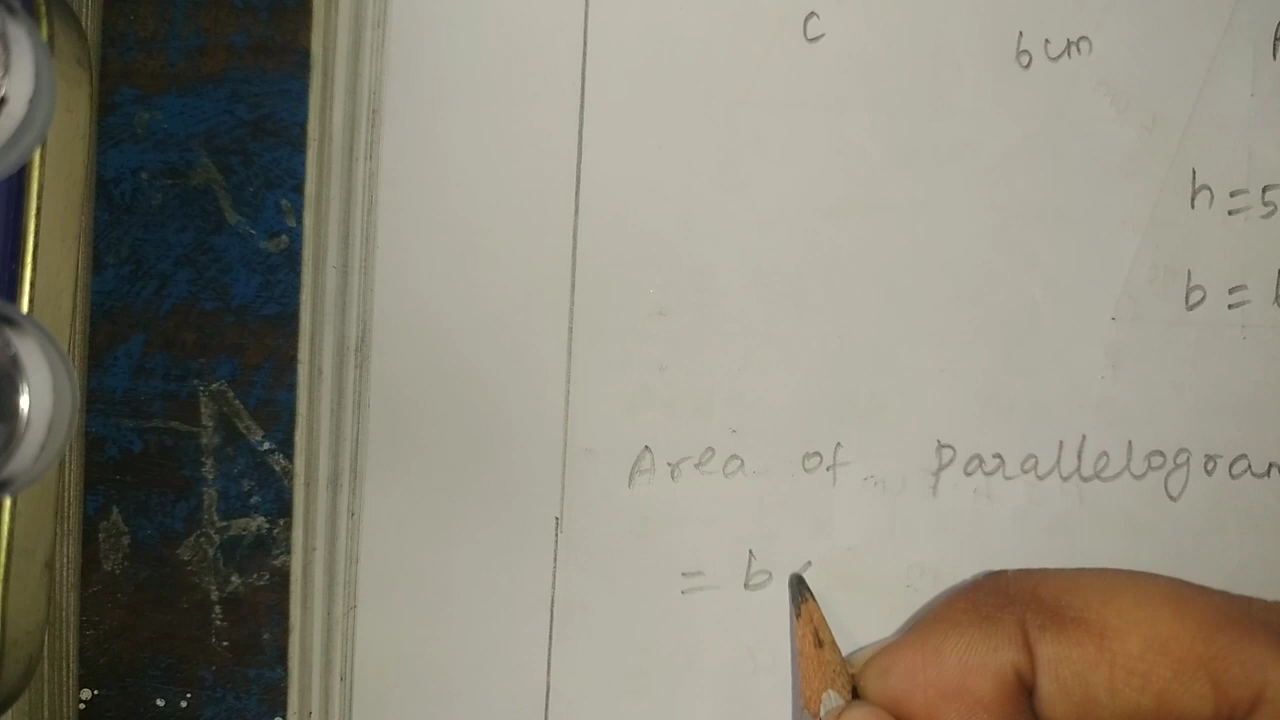 C
6 cm
h = 5
b =
Area of Parallelogram
= b